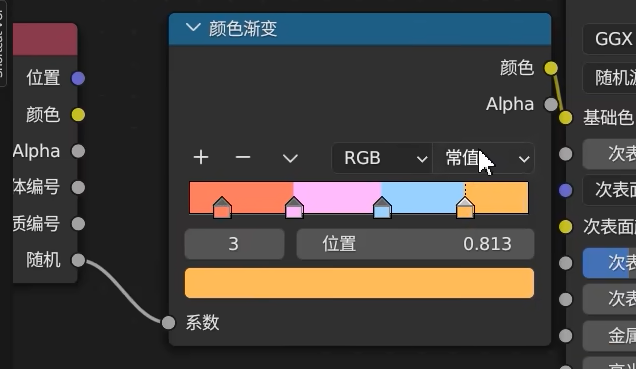 颜色渐变
位置
颜色
Alpha
体编号
质编号
随机
颜色
Alpha
RGB
常值
3
位置
0.813
系数
GGX
随机
基础色
次表
次表面
次表面
次表
次表
金属